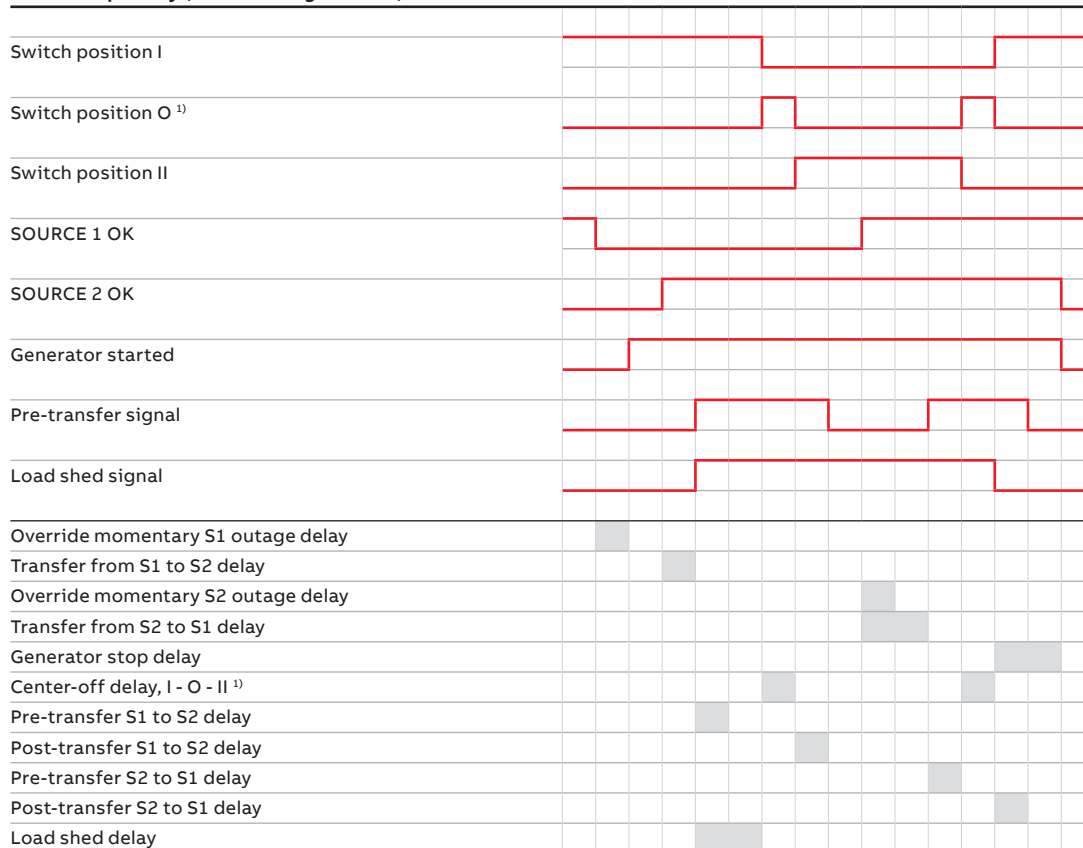 Switch position I
Switch position O ¹⁾
Switch position II
SOURCE 1 OK
SOURCE 2 OK
Generator started
Pre-transfer signal
Load shed signal
Override momentary S1 outage delay
Transfer from S1 to S2 delay
Override momentary S2 outage delay
Transfer from S2 to S1 delay
Generator stop delay
Center-off delay, I - O - II ¹⁾
Pre-transfer S1 to S2 delay
Post-transfer S1 to S2 delay
Pre-transfer S2 to S1 delay
Post-transfer S2 to S1 delay
Load shed delay